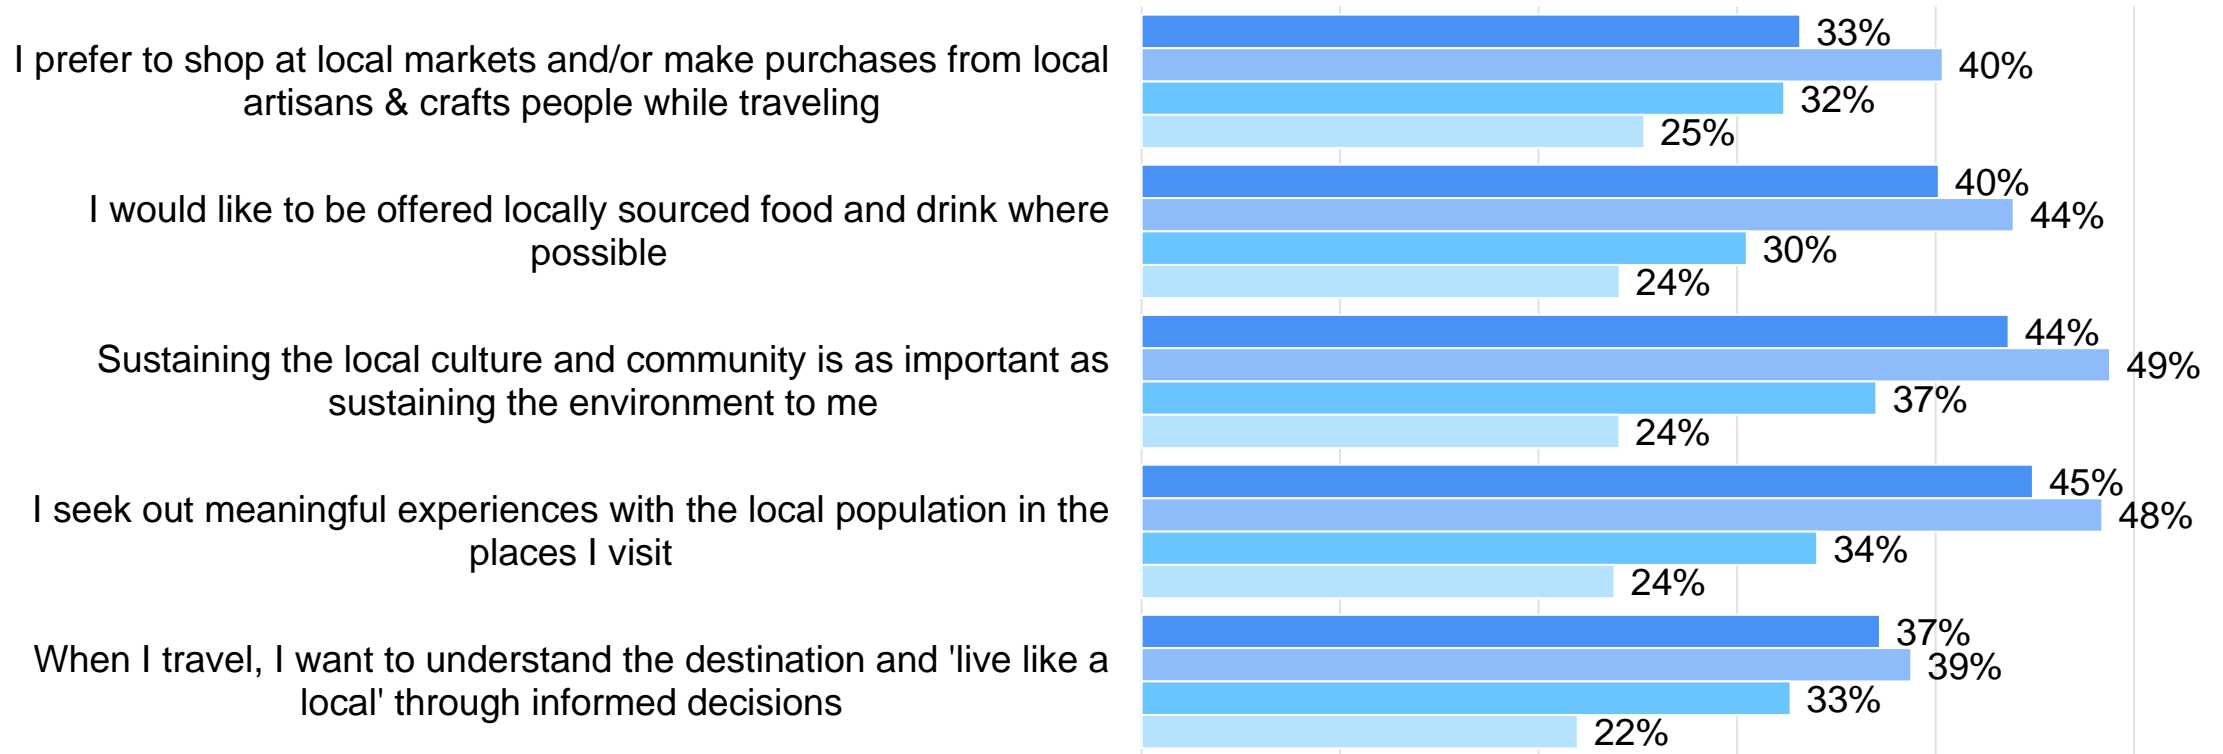 I prefer to shop at local markets and/or make purchases from local
artisans & crafts people while traveling
33%
40%
32%
25%
I would like to be offered locally sourced food and drink where
possible
40%
44%
30%
24%
Sustaining the local culture and community is as important as
sustaining the environment to me
44%
49%
37%
24%
I seek out meaningful experiences with the local population in the
places I visit
45%
48%
34%
24%
When I travel, I want to understand the destination and 'live like a
local' through informed decisions
37%
39%
33%
22%